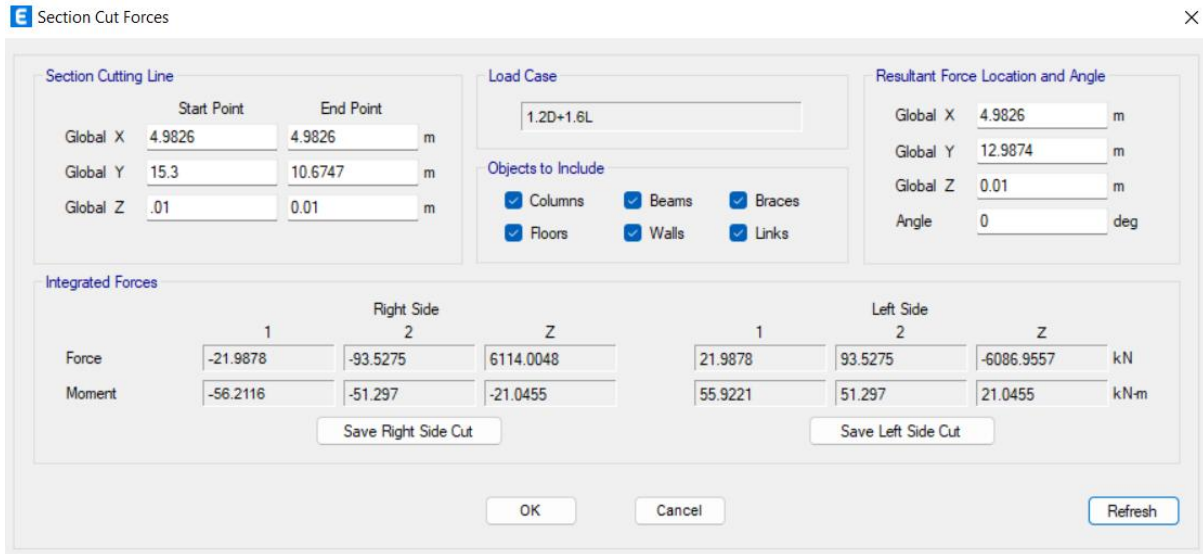 E Section Cut Forces
Section Cutting Line
Start Point End Point
Global X 4.9826 4.9826 m
Global Y 15.3 10.6747 m
Global Z .01 0.01 m
Load Case
1.2D+1.6L
Objects to Include
Columns Beams Braces
Floors Walls Links
Resultant Force Location and Angle
Global X 4.9826 m
Global Y 12.9874 m
Global Z 0.01 m
Angle 0 deg
Integrated Forces
Right Side Left Side
1 2 Z 1 2 Z
Force -21.9878 -93.5275 6114.0048 21.9878 93.5275 -6086.9557 kN
Moment -56.2116 -51.297 -21.0455 55.9221 51.297 21.0455 kN-m
Save Right Side Cut Save Left Side Cut
OK Cancel Refresh